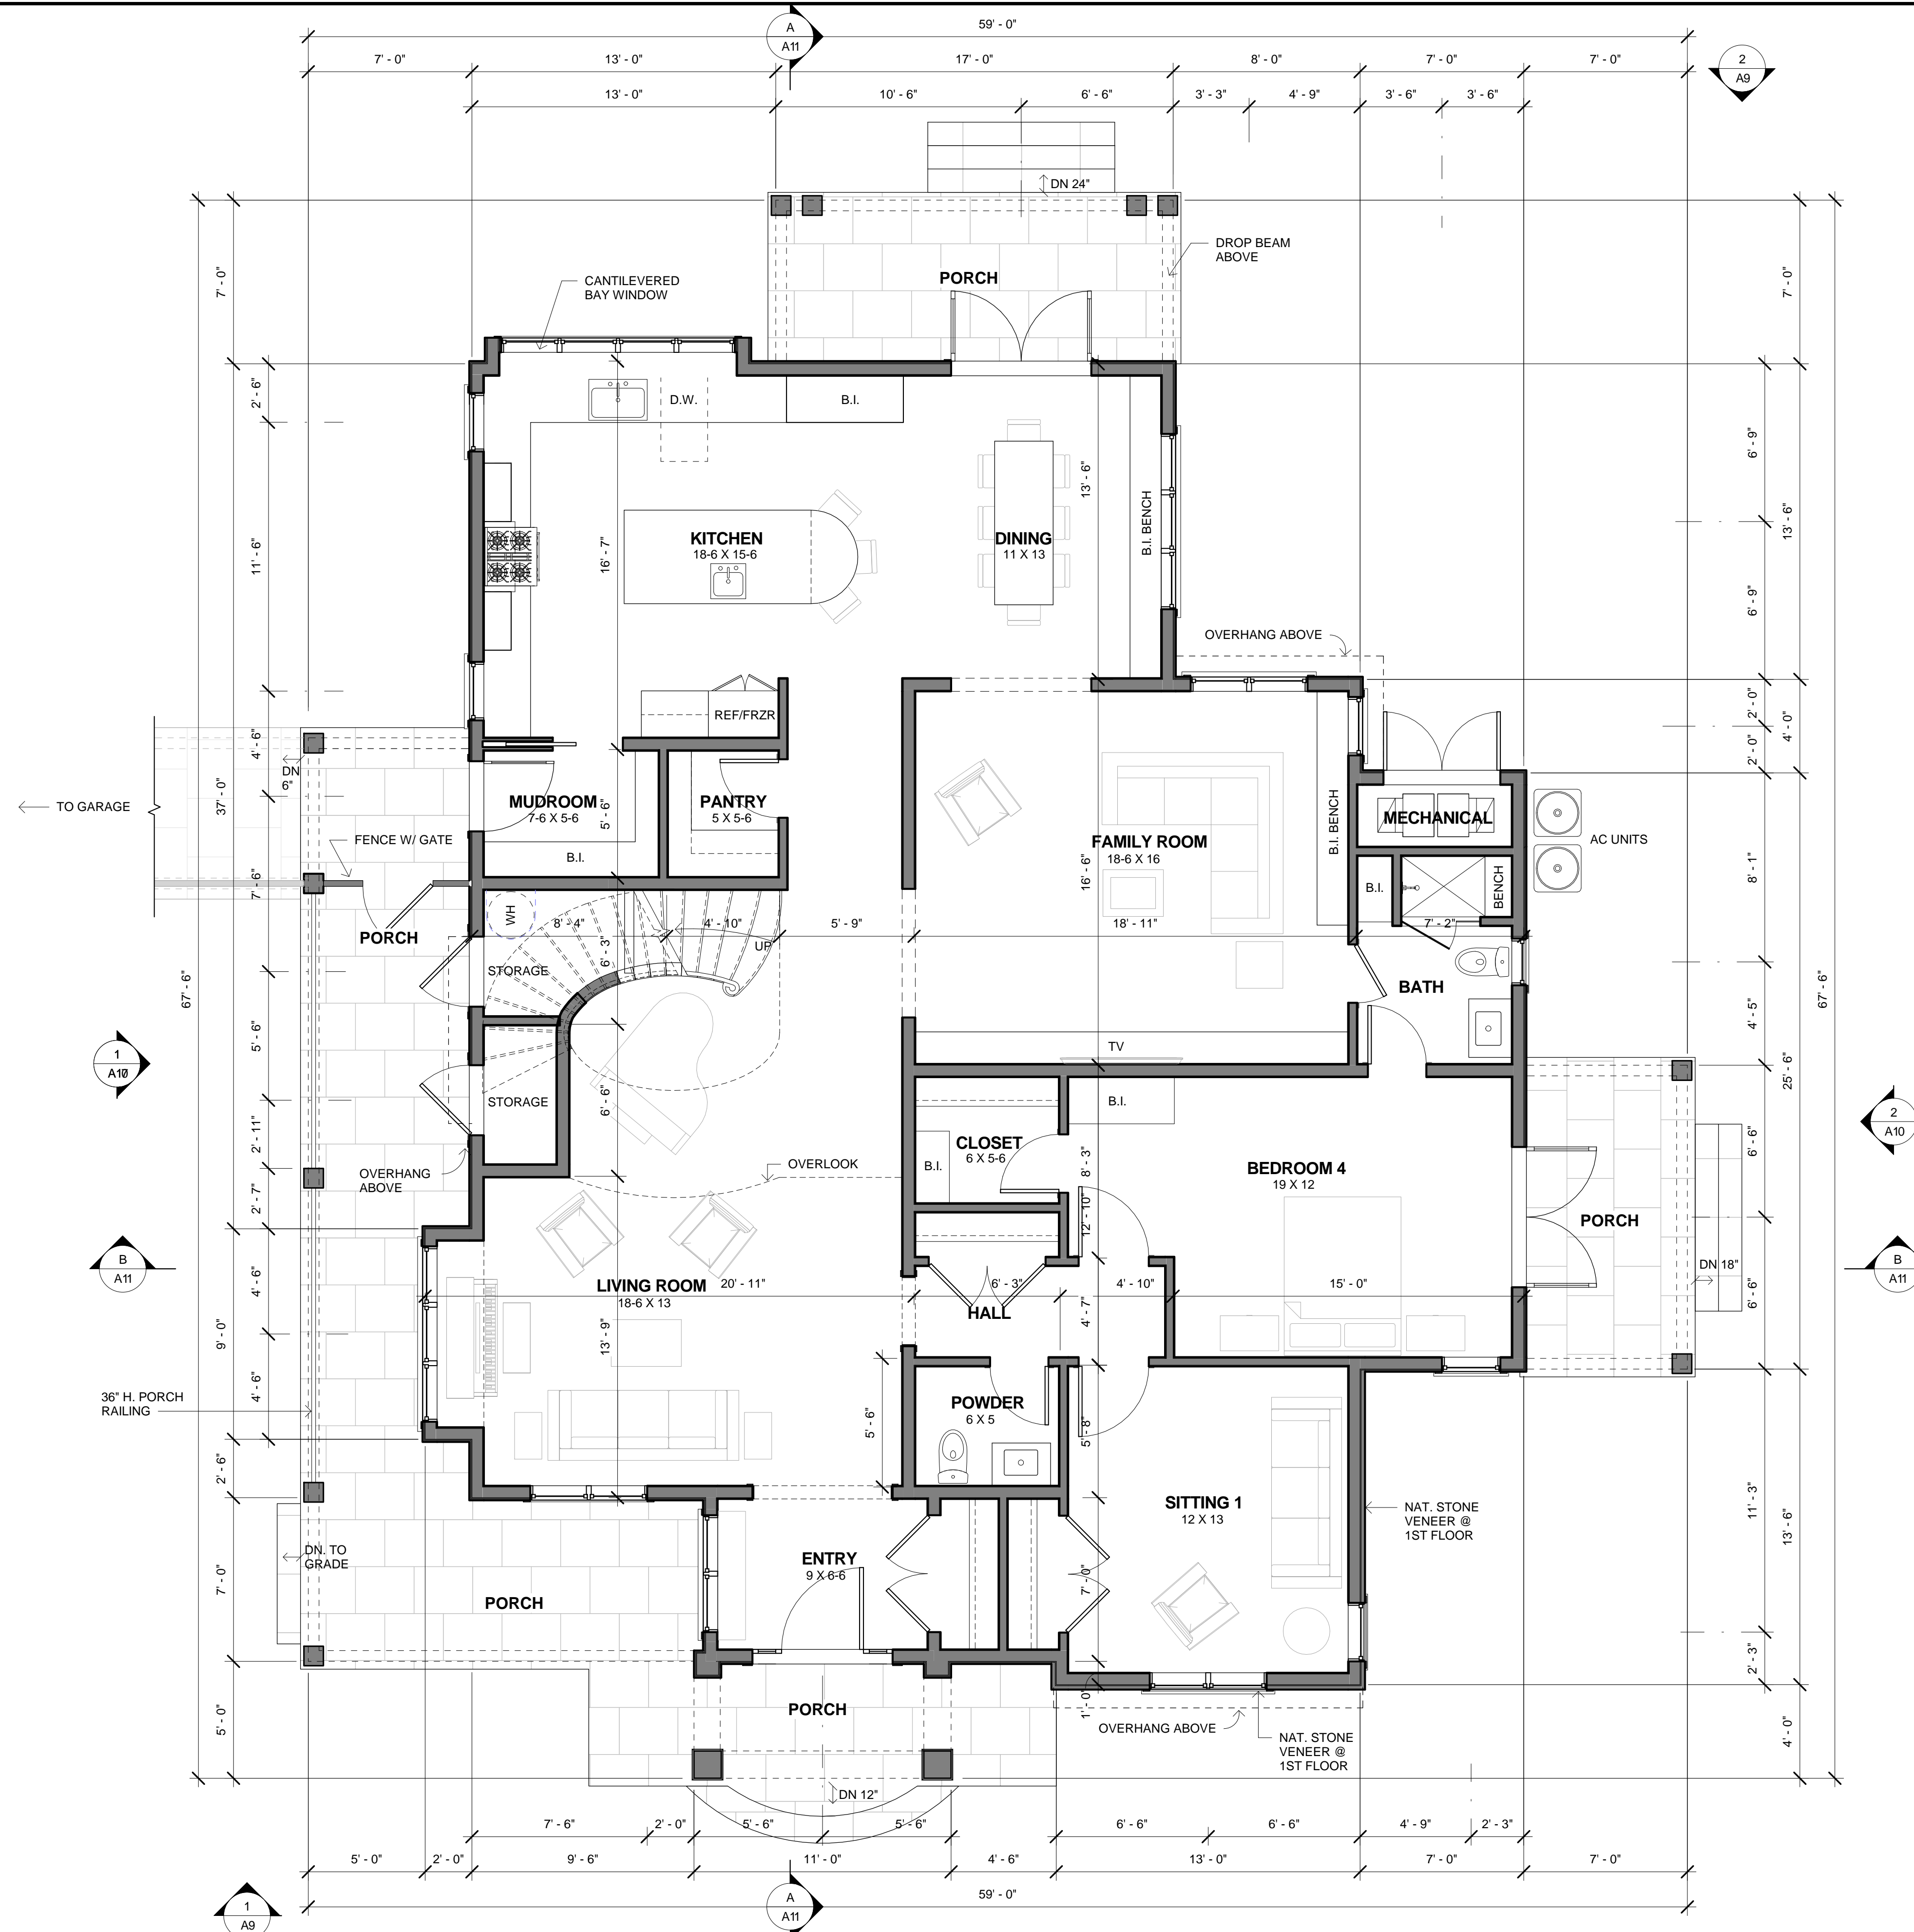 A
A11
59' - 0"
7' - 0"
13' - 0"
17' - 0"
8' - 0"
7' - 0"
7' - 0"
2
A9
13' - 0"
10' - 6"
6' - 6"
3' - 3"
4' - 9"
3' - 6"
3' - 6"
DN 24"
DROP BEAM
ABOVE
PORCH
CANTILEVERED
BAY WINDOW
7' - 0"
7' - 0"
2' - 6"
D.W.
B.I.
13' - 6"
6' - 9"
B.I. BENCH
KITCHEN
18-6 X 15-6
DINING
11 X 13
11' - 6"
16' - 7"
13' - 6"
6' - 9"
OVERHANG ABOVE
REF/FRZR
2' - 0"
4' - 0"
2' - 0"
4' - 6"
DN
6"
37' - 0"
TO GARAGE
MUDROOM
7-6 X 5-6
5' - 6"
PANTRY
5 X 5-6
MECHANICAL
AC UNITS
FENCE W/ GATE
FAMILY ROOM
18-6 X 16
B.I. BENCH
B.I.
16' - 6"
8' - 1"
7' - 6"
B.I.
BENCH
WH
8' - 4"
4' - 10"
5' - 9"
18' - 11"
7' - 2"
PORCH
UP
6' - 3"
STORAGE
67' - 6"
BATH
67' - 6"
4' - 5"
5' - 6"
TV
1
A10
25' - 6"
STORAGE
6' - 6"
B.I.
2
A10
2' - 11"
CLOSET
6 X 5-6
6' - 6"
OVERHANG
ABOVE
OVERLOOK
B.I.
8' - 3"
BEDROOM 4
19 X 12
2' - 7"
12' - 10"
PORCH
B
A11
B
A11
DN 18"
4' - 6"
LIVING ROOM
18-6 X 13
20' - 11"
6' - 3"
4' - 10"
15' - 0"
6' - 6"
HALL
4' - 7"
9' - 0"
13' - 9"
4' - 6"
36" H. PORCH
RAILING
POWDER
6 X 5
5' - 6"
5' - 8"
2' - 6"
SITTING 1
12 X 13
NAT. STONE
VENEER @
1ST FLOOR
11' - 3"
13' - 6"
DN. TO
GRADE
ENTRY
9 X 6-6
7' - 0"
7' - 0"
PORCH
2' - 3"
1' - 0"
PORCH
5' - 0"
OVERHANG ABOVE
NAT. STONE
VENEER @
1ST FLOOR
4' - 0"
DN 12"
7' - 6"
2' - 0"
5' - 6"
5' - 6"
6' - 6"
6' - 6"
4' - 9"
2' - 3"
5' - 0"
2' - 0"
9' - 6"
11' - 0"
4' - 6"
13' - 0"
7' - 0"
7' - 0"
59' - 0"
1
A9
A
A11